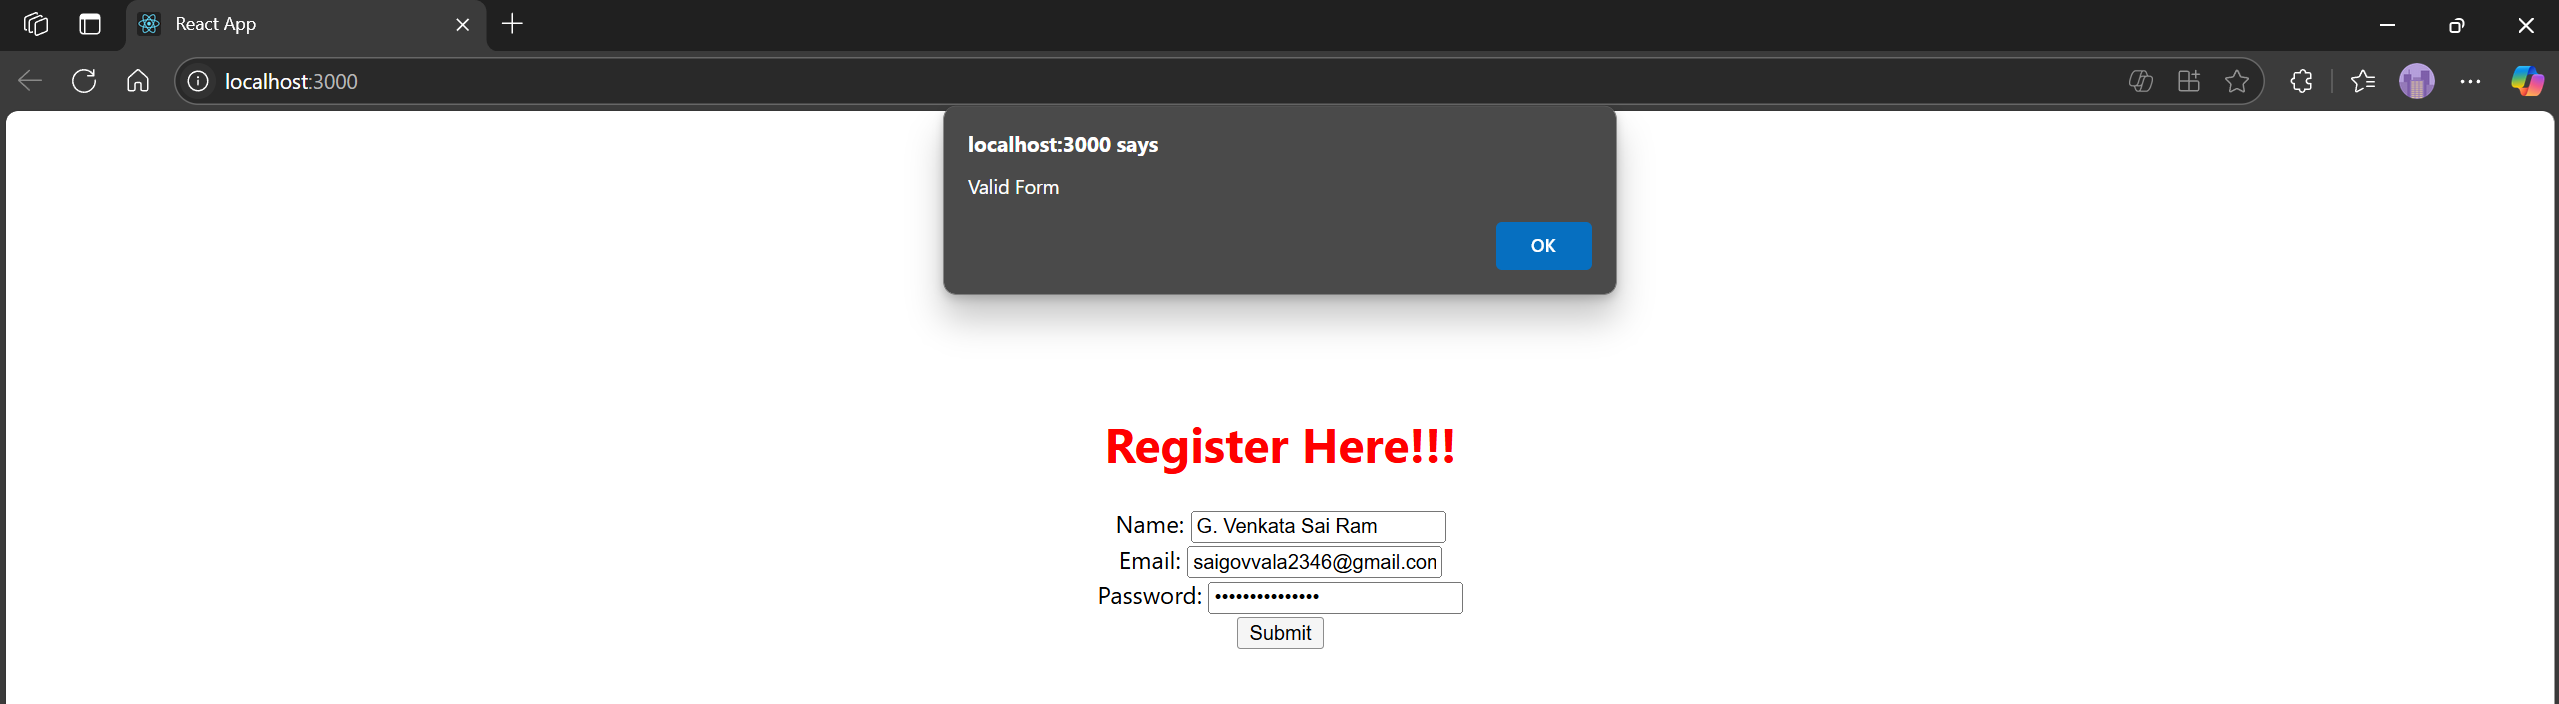 React App
localhost:3000
localhost:3000 says
Valid Form
OK
Register Here!!!
Name: G. Venkata Sai Ram
Email: saigovvala2346@gmail.con
Password: •••••••••••••••
Submit